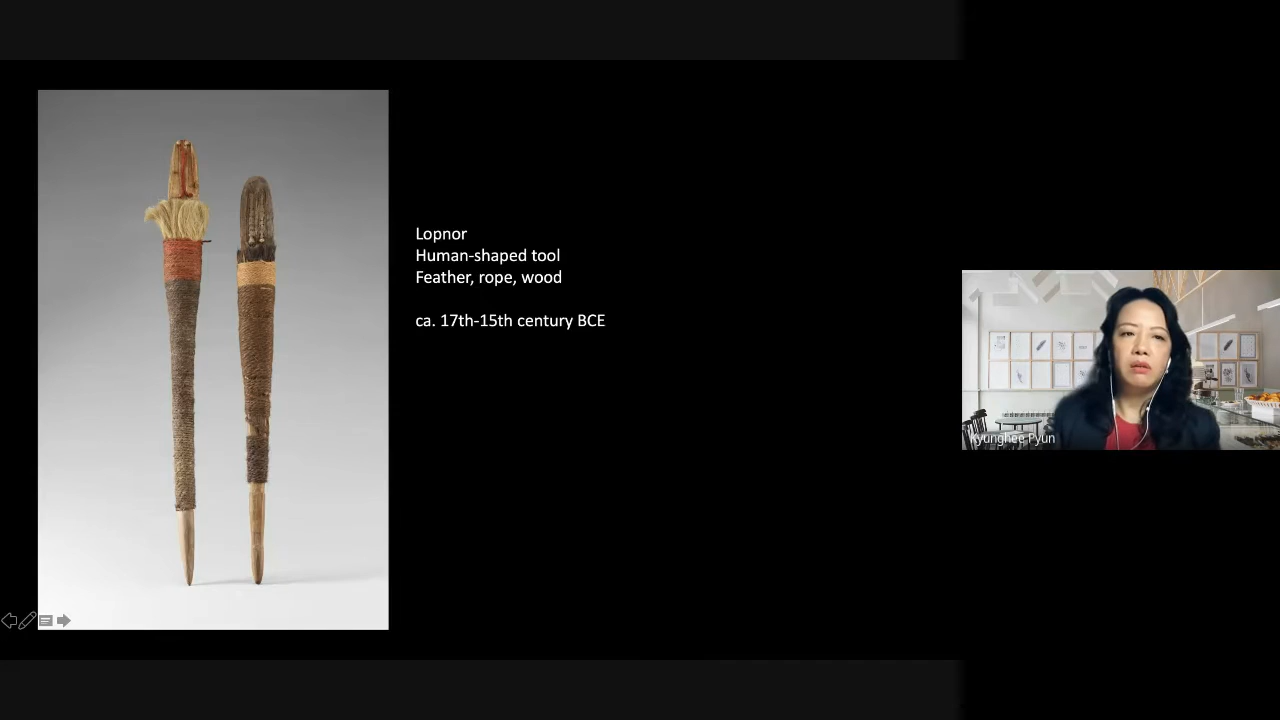 Lopnor
Human-shaped tool
Feather, rope, wood
ca. 17th-15th century BCE
Kyunghee Pyun